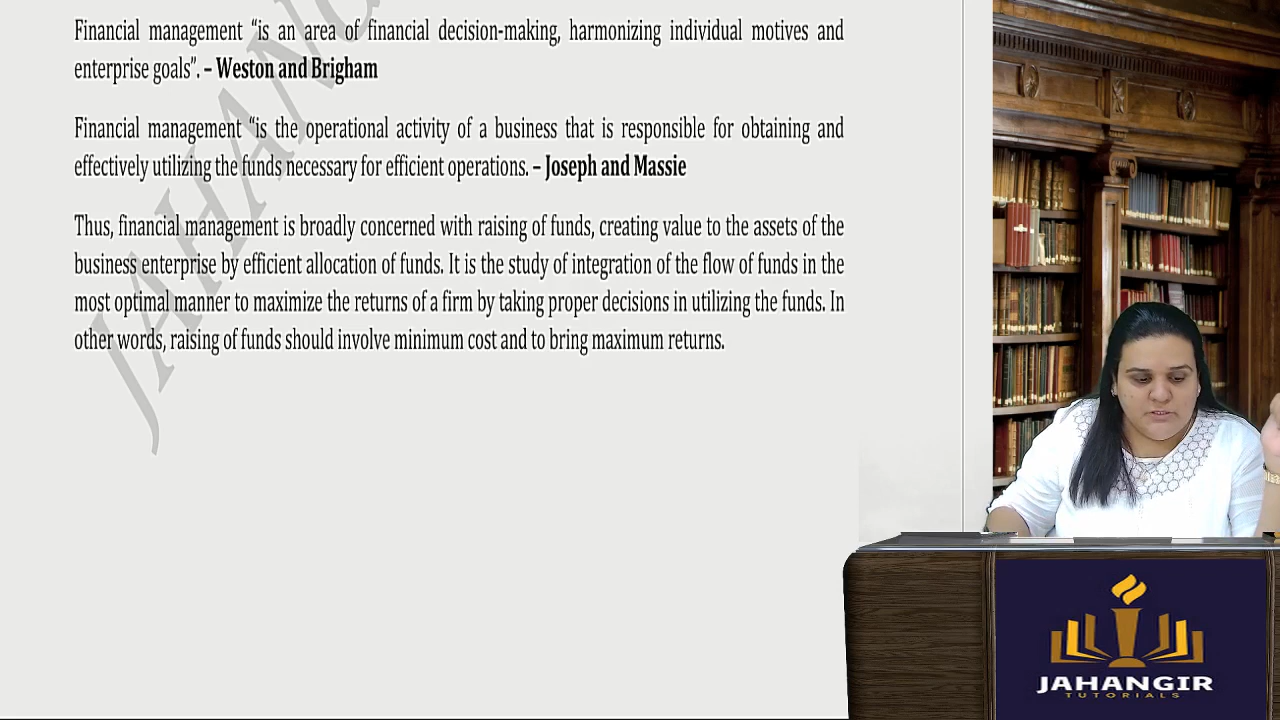 Financial management “is an area of financial decision-making, harmonizing individual motives and
enterprise goals”. – Weston and Brigham
Financial management “is the operational activity of a business that is responsible for obtaining and
effectively utilizing the funds necessary for efficient operations. – Joseph and Massie
Thus, financial management is broadly concerned with raising of funds, creating value to the assets of the
business enterprise by efficient allocation of funds. It is the study of integration of the flow of funds in the
most optimal manner to maximize the returns of a firm by taking proper decisions in utilizing the funds. In
other words, raising of funds should involve minimum cost and to bring maximum returns.
JAHANG
JAHANGIR
TUTORIALS